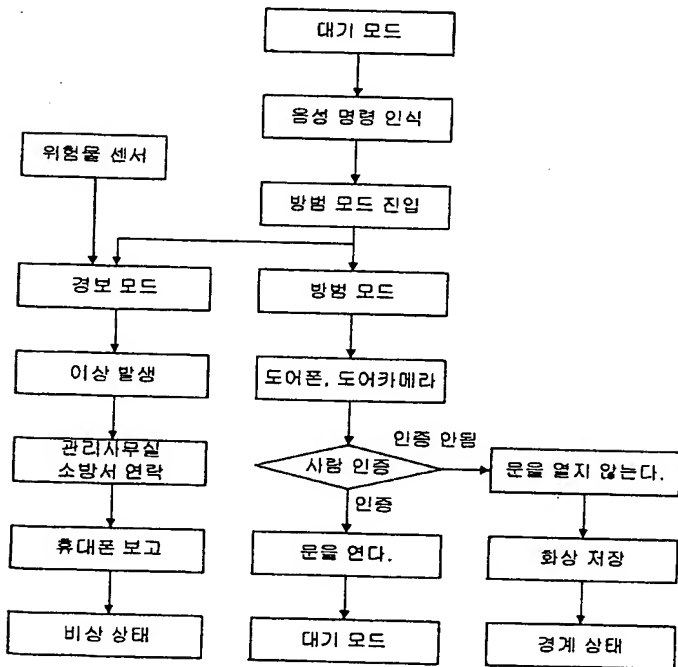 대기 모드
음성 명령 인식
위험물 센서
방범 모드 진입
경보 모드
방범 모드
이상 발생
도어폰, 도어카메라
인증 안됨
관리사무실
소방서 연락
사람 인증
문을 열지 않는다.
인증
휴대폰 보고
문을 연다.
화상 저장
비상 상태
대기 모드
경계 상태